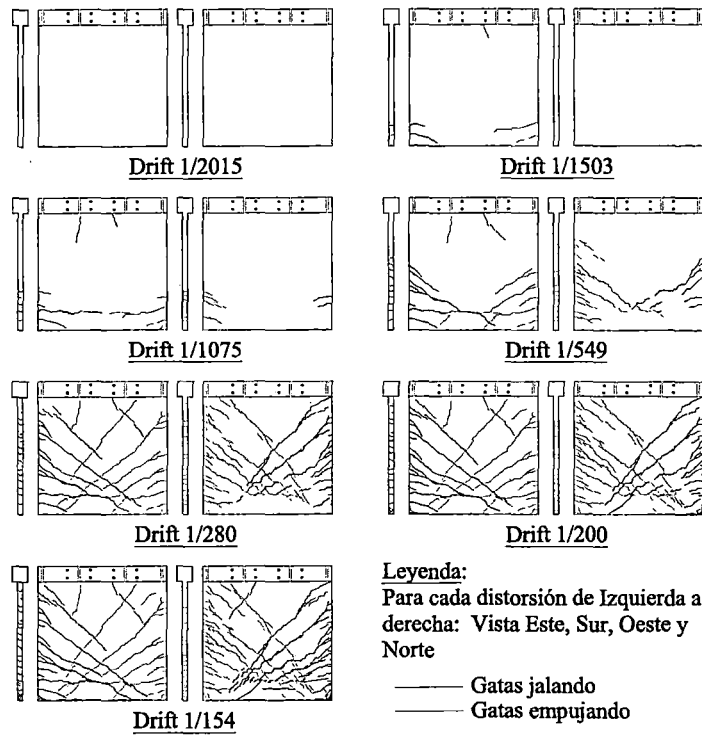 Drift 1/2015
Drift 1/1503
Drift 1/1075
Drift 1/549
Drift 1/280
Drift 1/200
Drift 1/154
Leyenda:
Para cada distorsión de Izquierda a
derecha: Vista Este, Sur, Oeste y
Norte
Gatas jalando
Gatas empujando